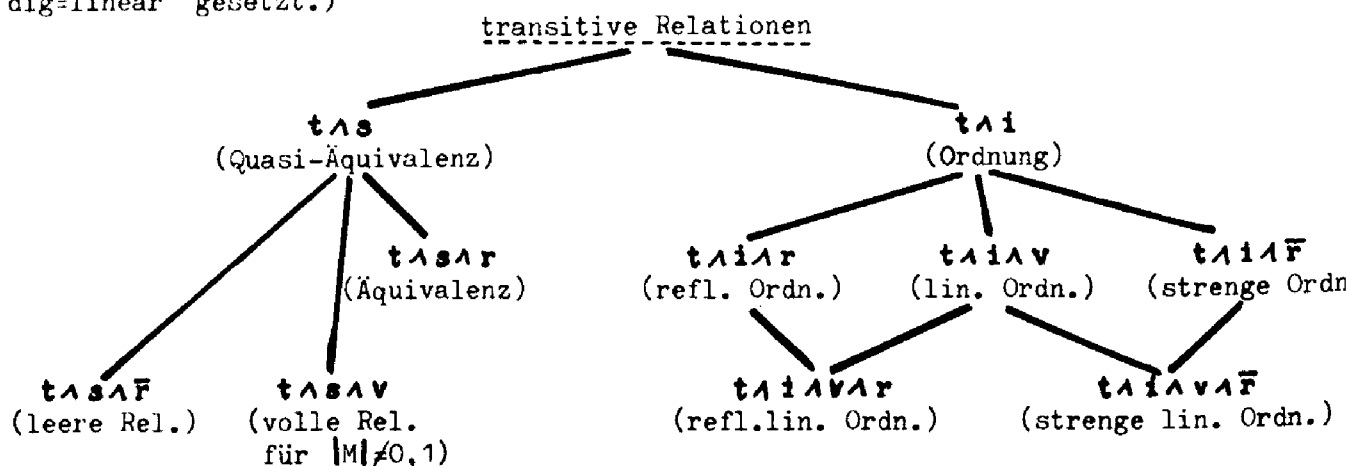 dig=linear gesetzt.)
transitive Relationen
t∧s t∧i
(Quasi-Äquivalenz) (Ordnung)
t∧s∧r t∧i∧r t∧i∧v t∧i∧r̅
(Äquivalenz) (refl. Ordn.) (lin. Ordn.) (strenge Ordn
t∧s∧r̅ t∧s∧v t∧i∧v∧r t∧i∧v∧r̅
(leere Rel.) (volle Rel. (refl.lin. Ordn.) (strenge lin. Ordn.)
für |M|≠0,1)